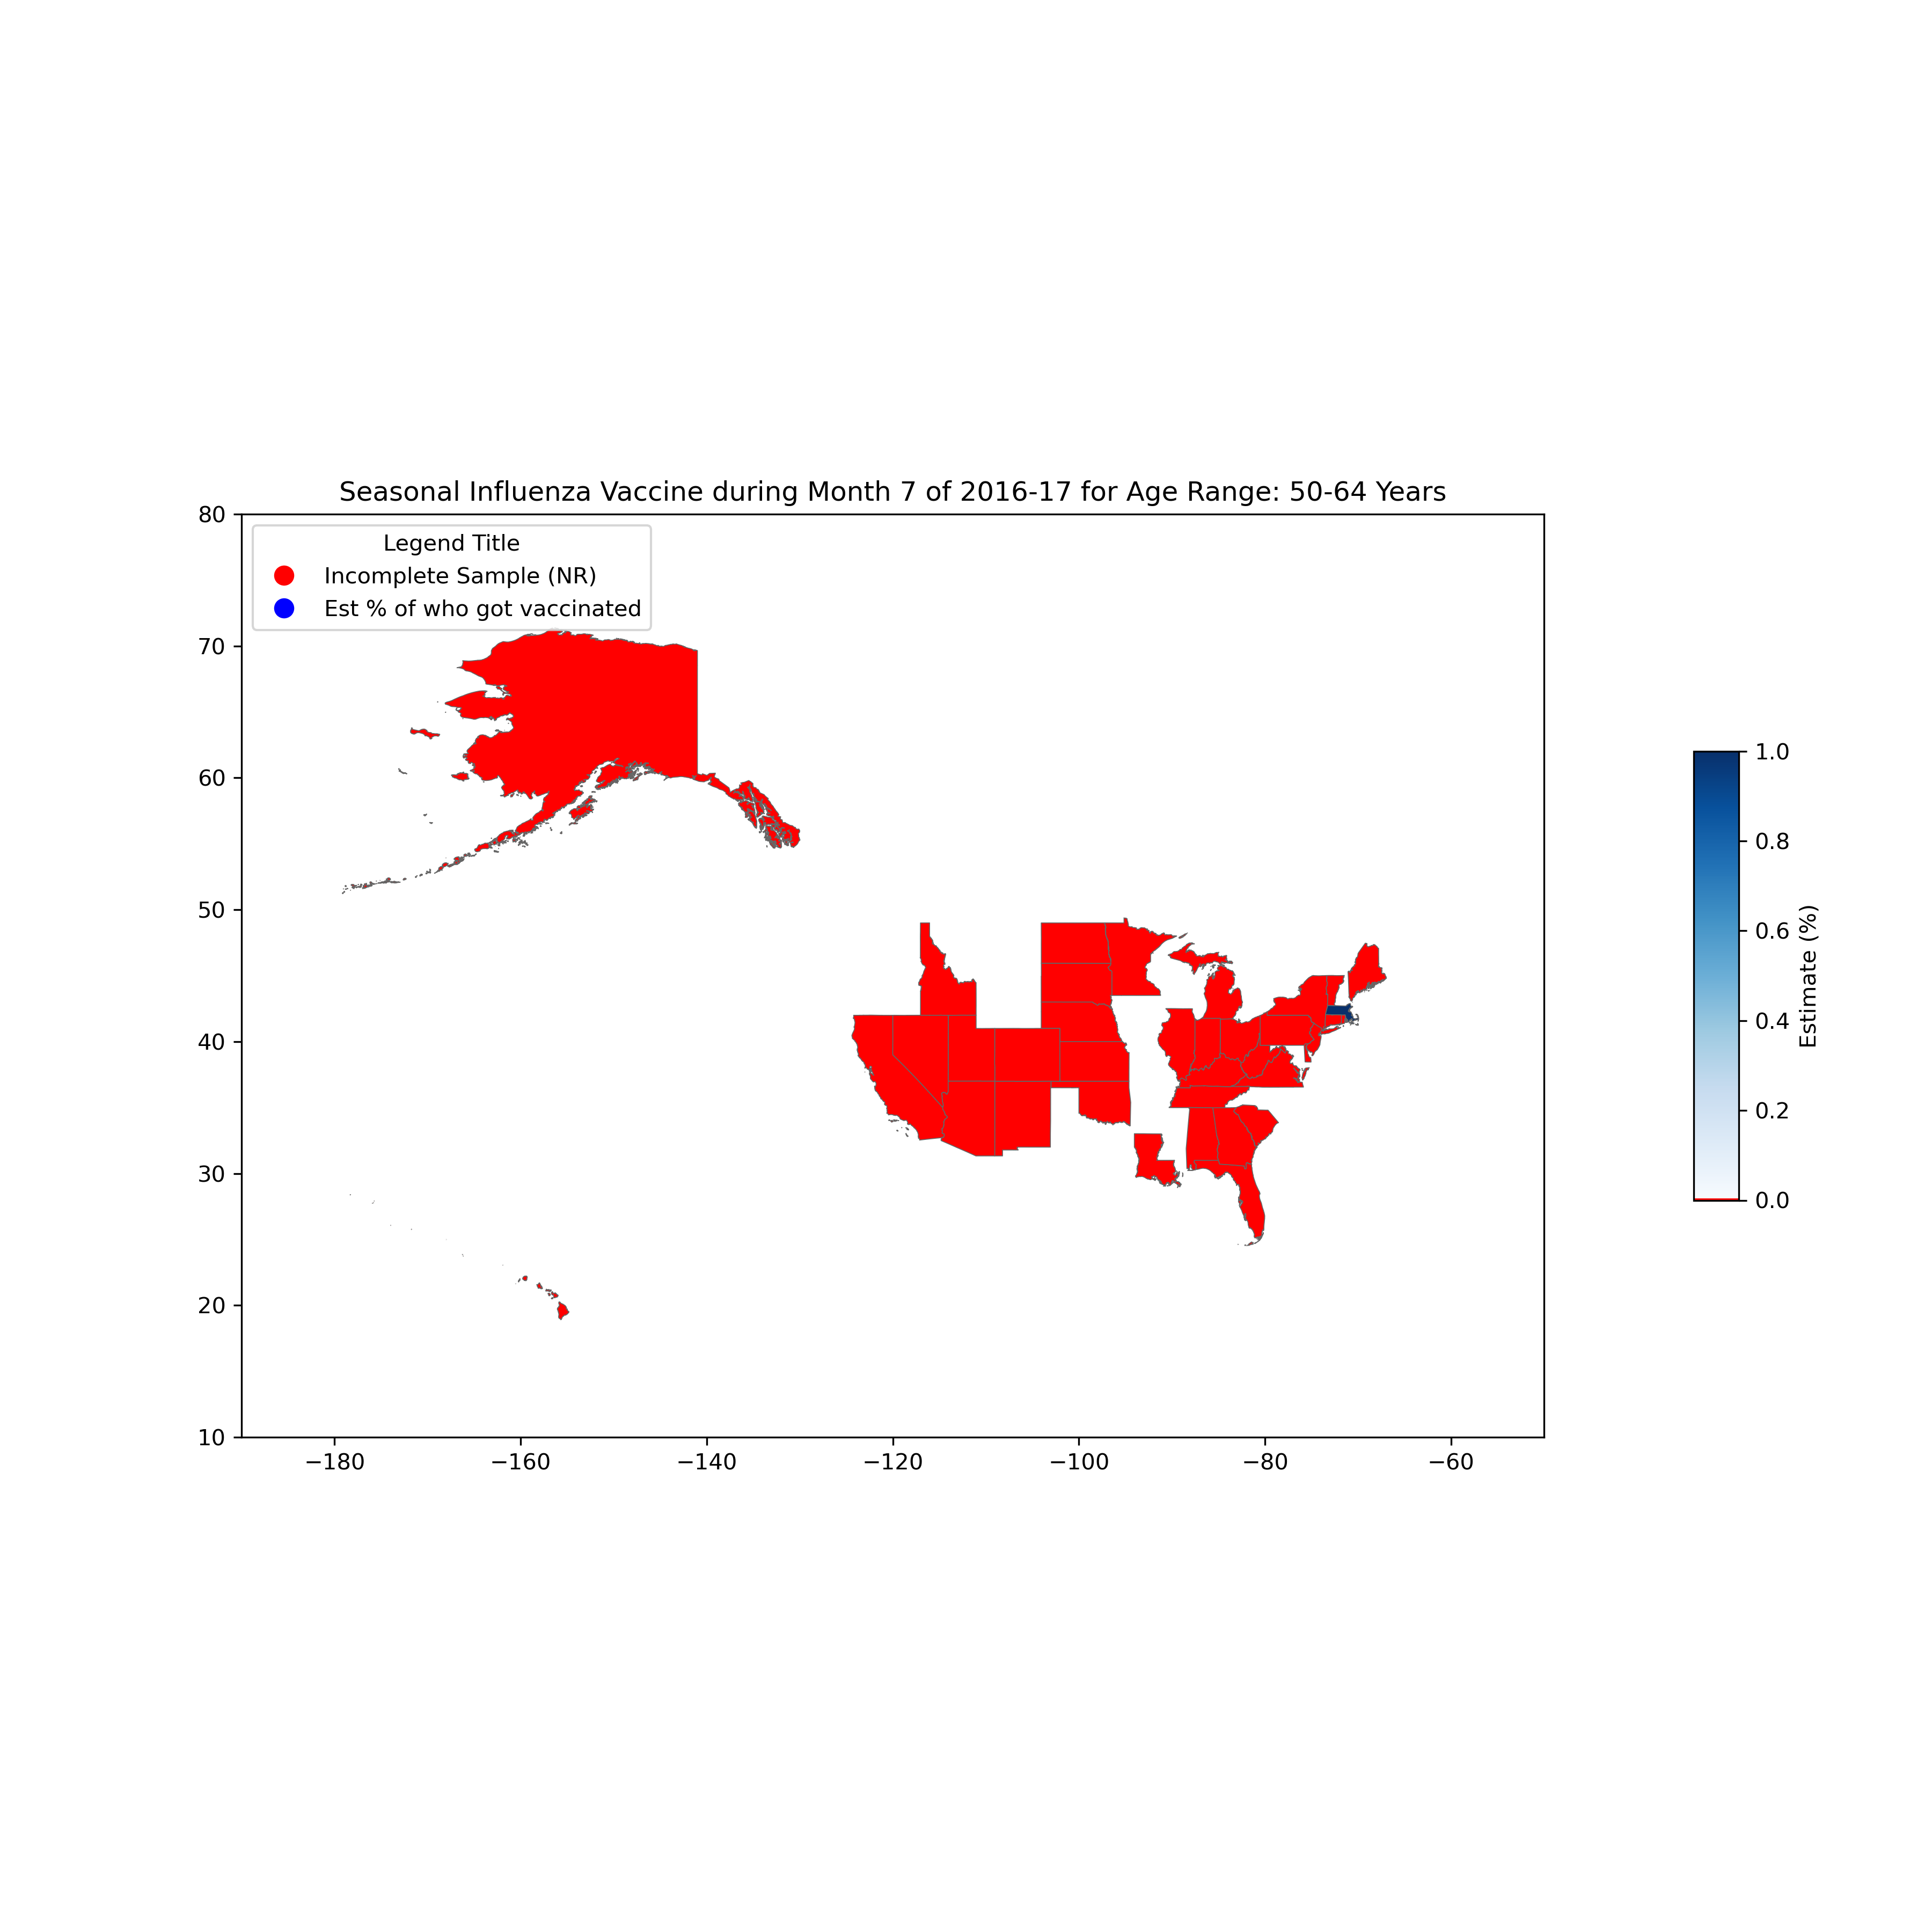 Seasonal Influenza Vaccine during Month 7 of 2016-17 for Age Range: 50-64 Years
80
Legend Title
Incomplete Sample (NR)
Est % of who got vaccinated
70
60
50
40
30
20
10
−180 −160 −140 −120 −100 −80 −60
1.0
0.8
0.6
0.4
0.2
0.0
Estimate (%)